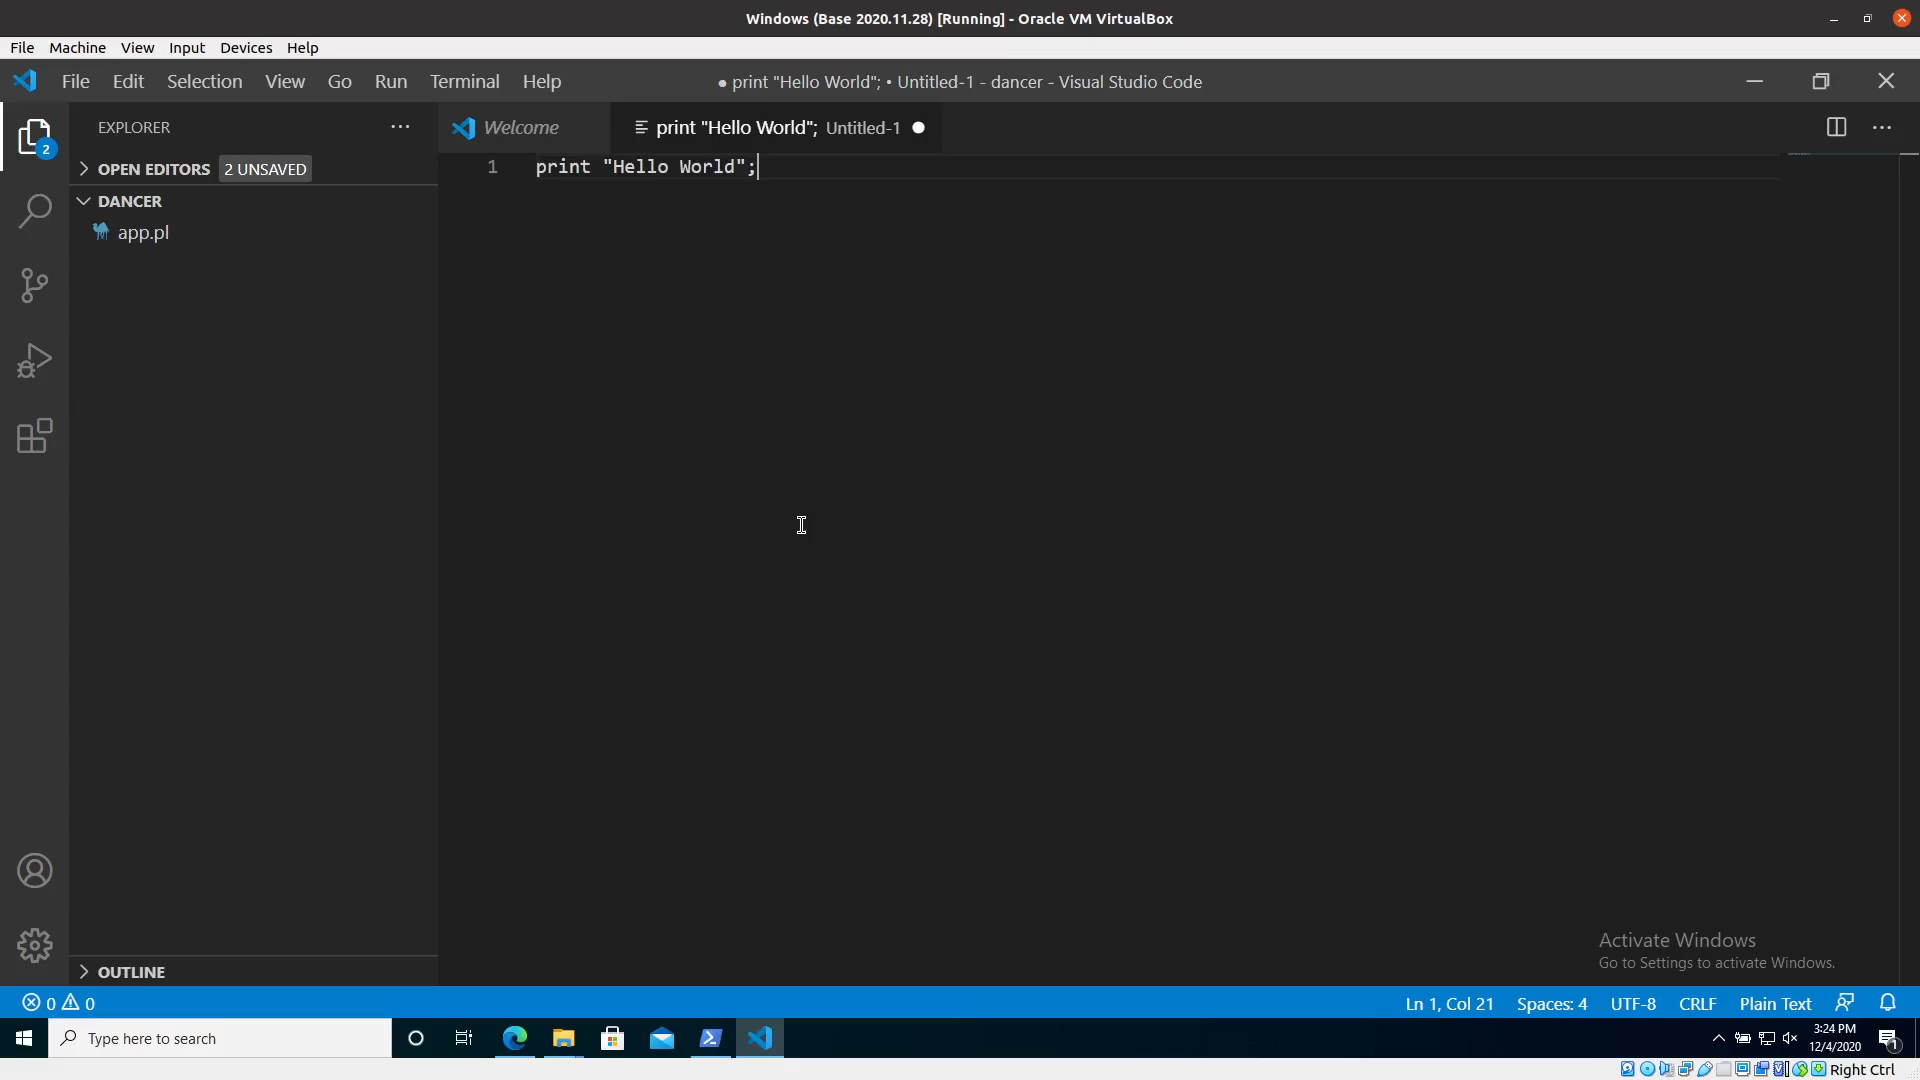 Windows (Base 2020.11.28) [Running] - Oracle VM VirtualBox
File Machine View Input Devices Help
File Edit Selection View Go Run Terminal Help
● print "Hello World"; • Untitled-1 - dancer - Visual Studio Code
EXPLORER
Welcome
print "Hello World"; Untitled-1
2
OPEN EDITORS 2 UNSAVED
1 print "Hello World";
DANCER
app.pl
Activate Windows
Go to Settings to activate Windows.
OUTLINE
0 0
Ln 1, Col 21 Spaces: 4 UTF-8 CRLF Plain Text
Type here to search
3:24 PM
12/4/2020
1
Right Ctrl